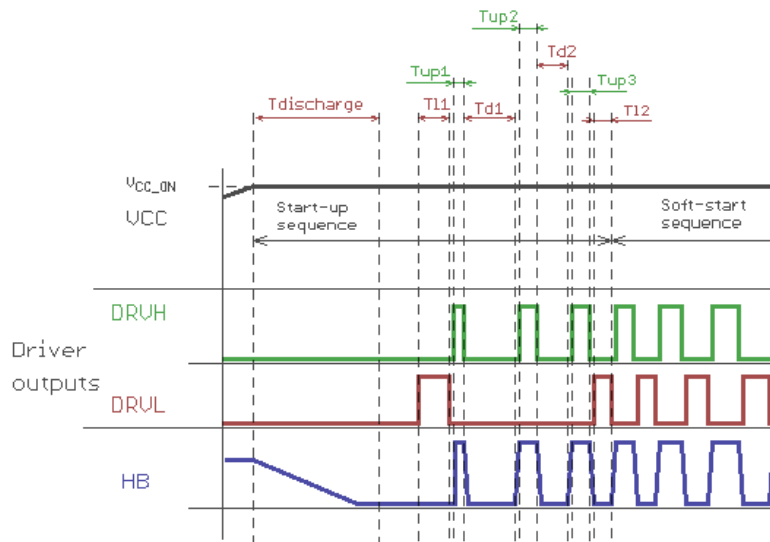 Tup2
Td2
Tup1
Tup3
Tdischarge
Tl1
Td1
Tl2
VCC_ON
VCC
Start-up
sequence
Soft-start
sequence
DRVH
Driver
outputs
DRVL
HB